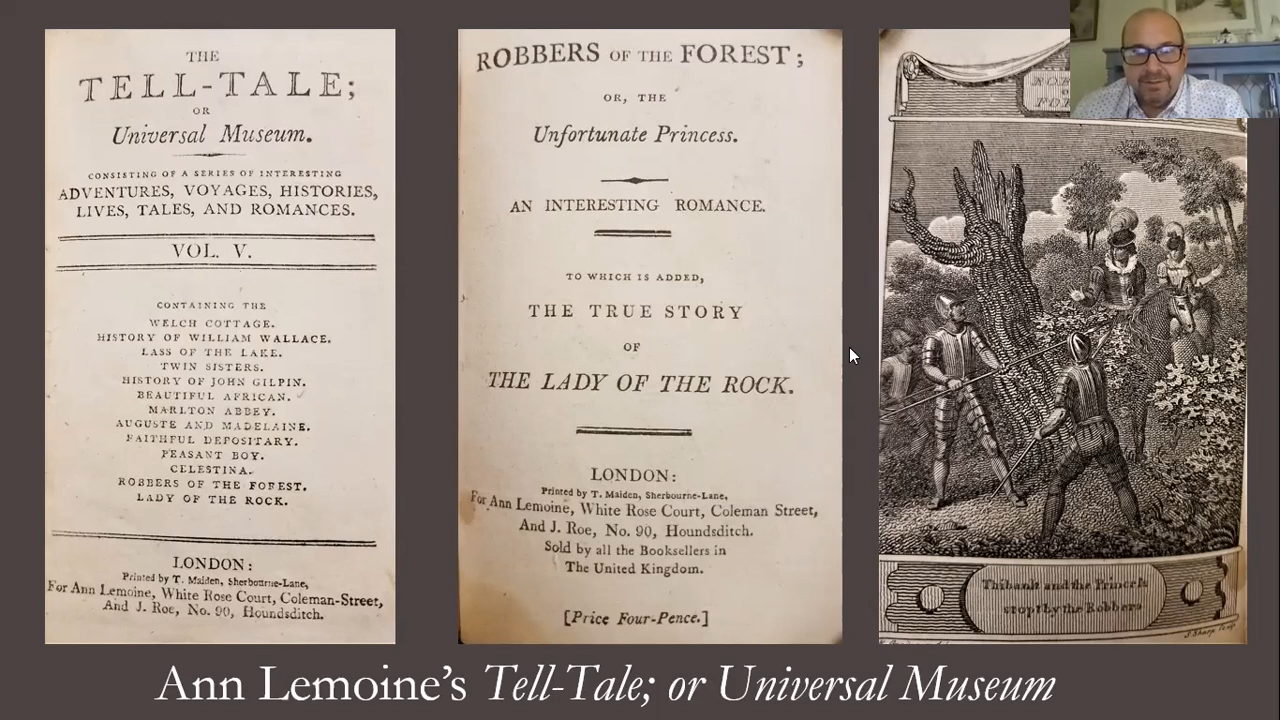 THE
TELL-TALE;
OR
Universal Museum.
CONSISTING OF A SERIES OF INTERESTING
ADVENTURES, VOYAGES, HISTORIES,
LIVES, TALES, AND ROMANCES.
VOL. V.
CONTAINING THE
WELCH COTTAGE.
HISTORY OF WILLIAM WALLACE.
LASS OF THE LAKE.
TWIN SISTERS.
HISTORY OF JOHN GILPIN.
BEAUTIFUL AFRICAN.
MARLTON ABBEY.
AUGUSTE AND MADELAINE.
FAITHFUL DEPOSITARY.
PEASANT BOY.
CELESTINA.
ROBBERS OF THE FOREST.
LADY OF THE ROCK.
LONDON:
Printed by T. Maiden, Sherbourne-Lane,
For Ann Lemoine, White Rose Court, Coleman-Street,
And J. Roe, No. 90, Houndsditch.
ROBBERS OF THE FOREST;
OR, THE
Unfortunate Princess.
AN INTERESTING ROMANCE.
TO WHICH IS ADDED,
THE TRUE STORY
OF
THE LADY OF THE ROCK.
LONDON:
Printed by T. Maiden, Sherbourne-Lane,
For Ann Lemoine, White Rose Court, Coleman Street,
And J. Roe, No. 90, Houndsditch.
Sold by all the Booksellers in
The United Kingdom.
[Price Four-Pence.]
Thibault and the Princess
stopt by the Robbers
Ann Lemoine's Tell-Tale; or Universal Museum